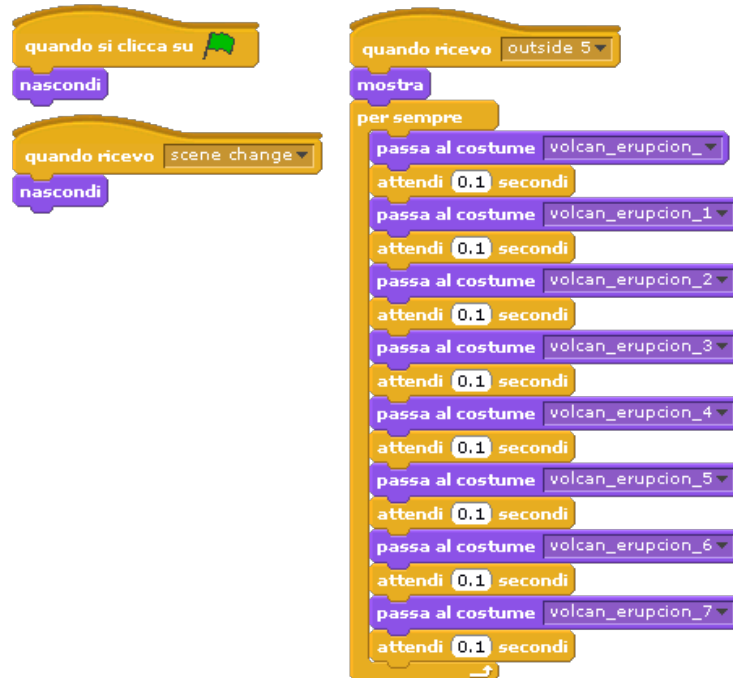 quando si clicca su
nascondi
quando ricevo scene change
nascondi
quando ricevo outside 5
mostra
per sempre
passa al costume volcan_erupcion_
attendi 0.1 secondi
passa al costume volcan_erupcion_1
attendi 0.1 secondi
passa al costume volcan_erupcion_2
attendi 0.1 secondi
passa al costume volcan_erupcion_3
attendi 0.1 secondi
passa al costume volcan_erupcion_4
attendi 0.1 secondi
passa al costume volcan_erupcion_5
attendi 0.1 secondi
passa al costume volcan_erupcion_6
attendi 0.1 secondi
passa al costume volcan_erupcion_7
attendi 0.1 secondi